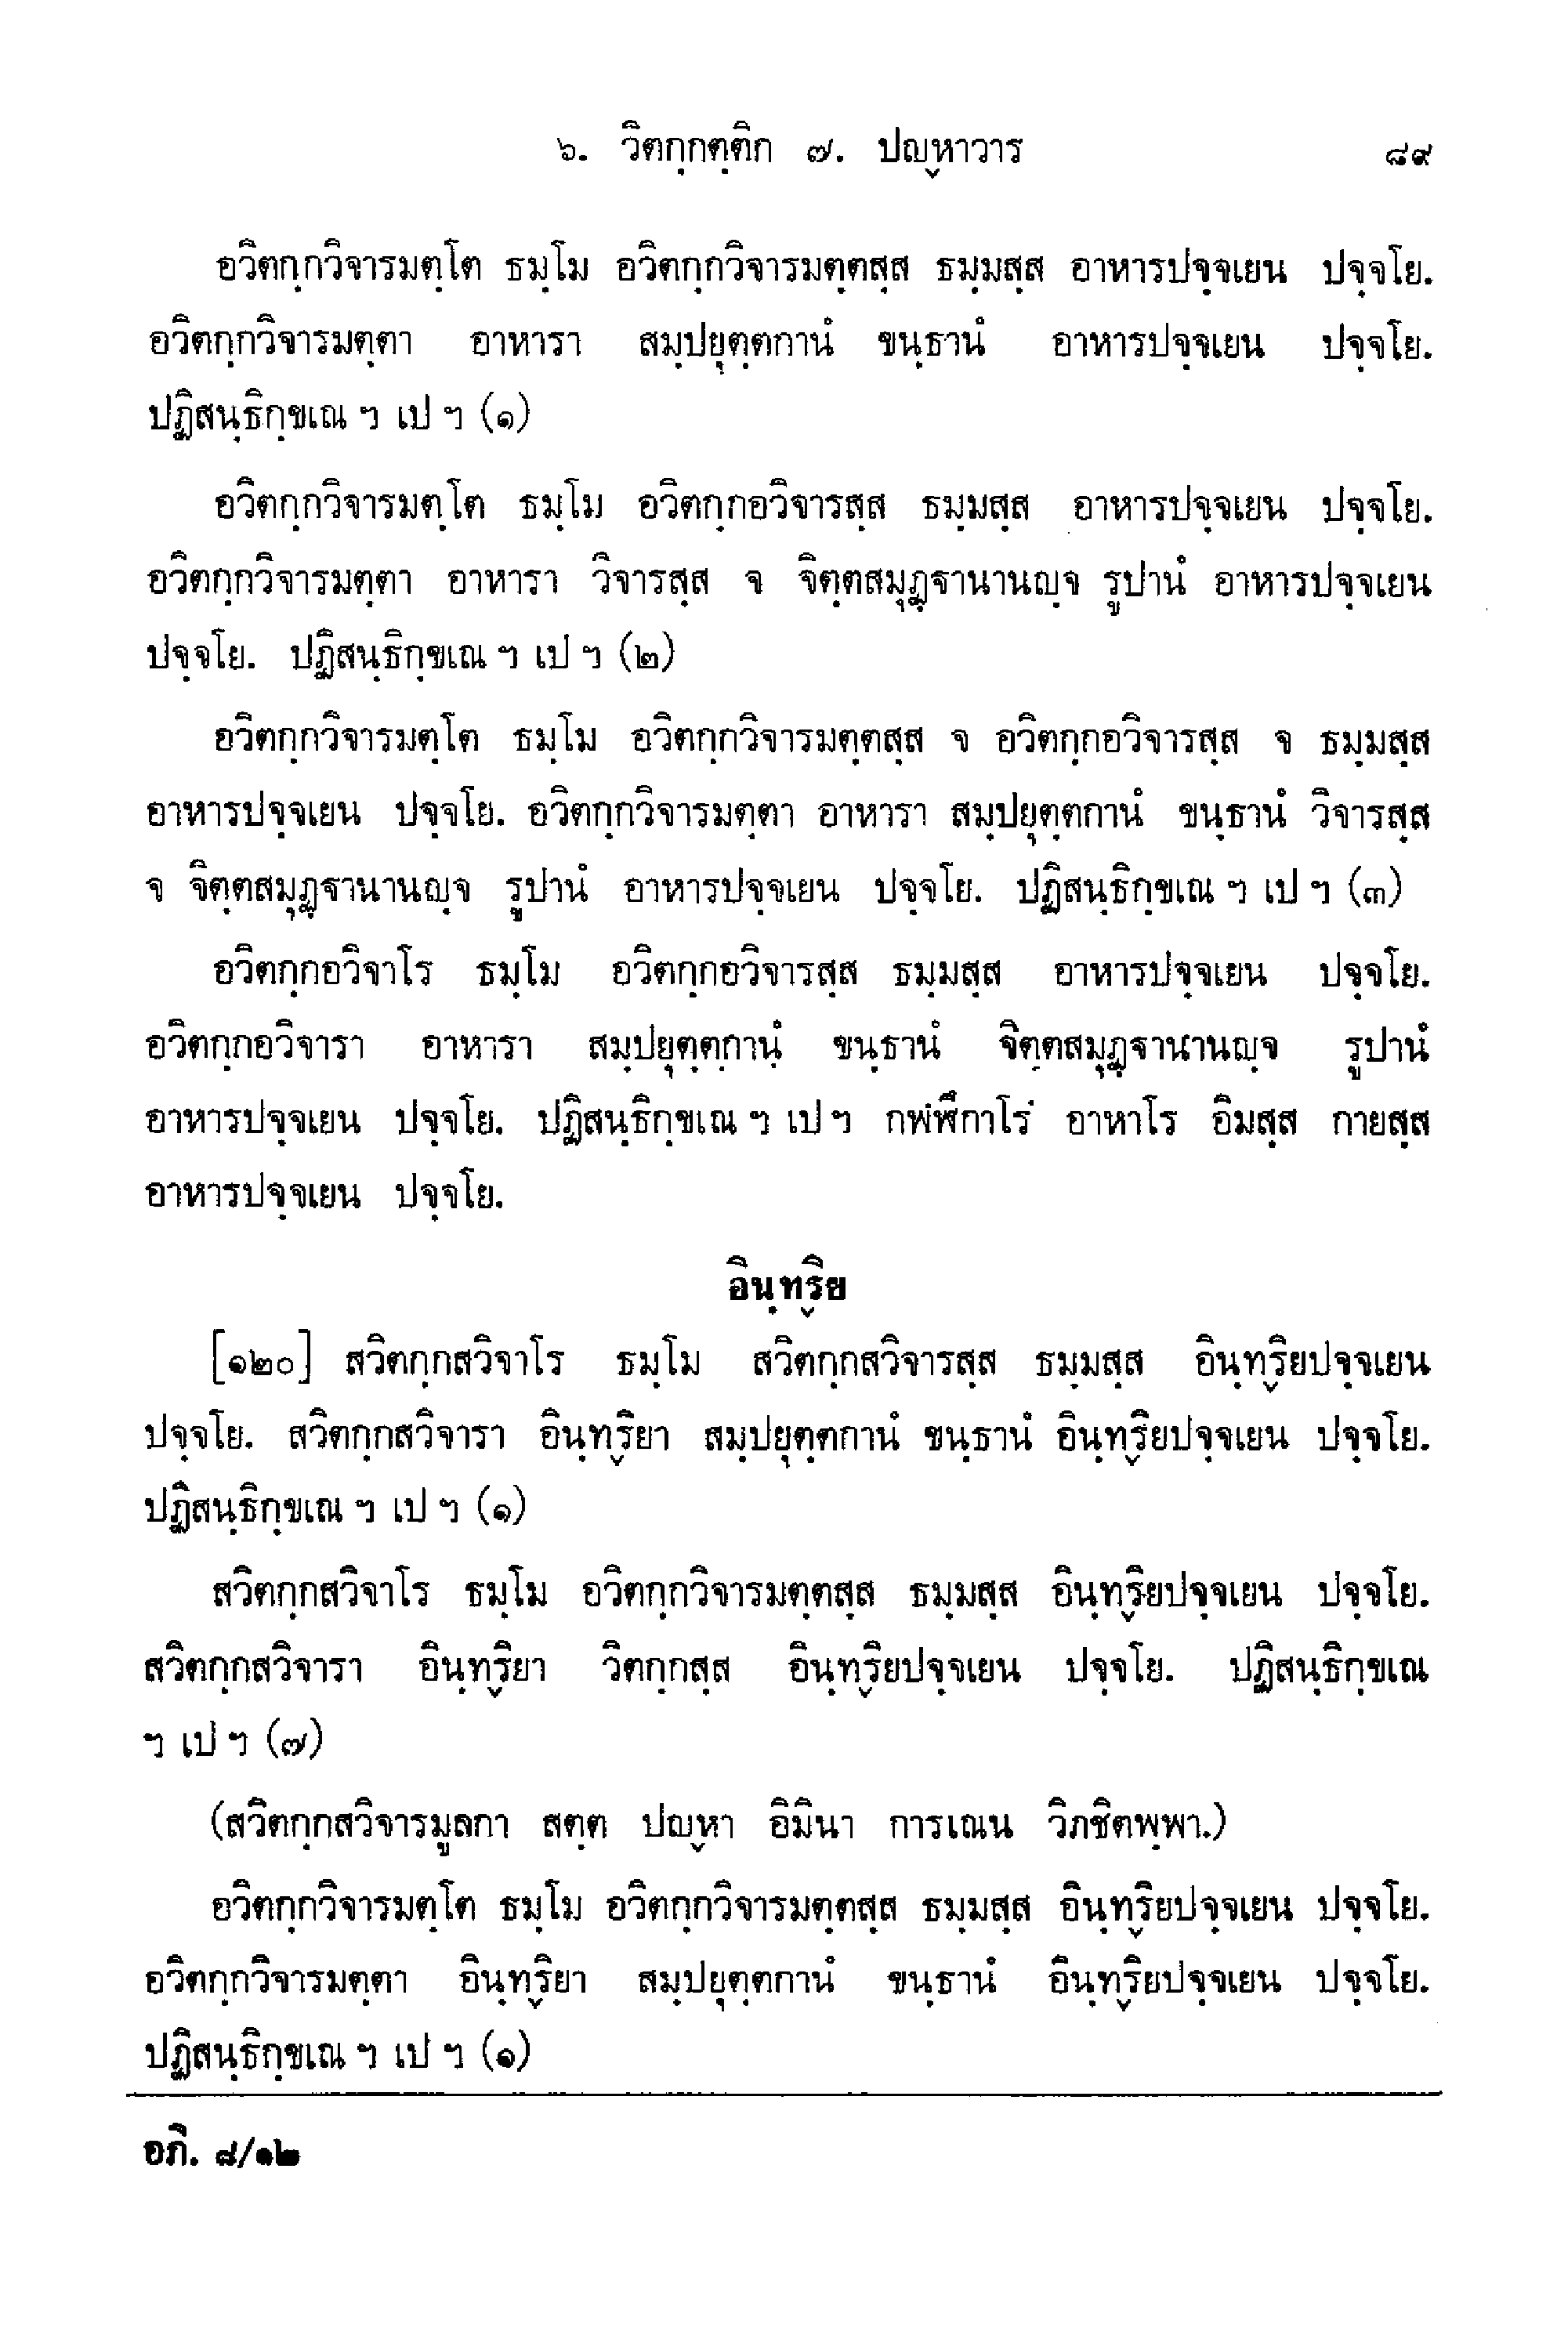 ๖. วิตกฺกตฺติก ๗. ปญฺหาวาร ๘๙
อวิตกฺกวิจารมตฺโต ธมฺโม อวิตกฺกวิจารมตฺตสฺส ธมฺมสฺส อาหารปจฺจเยน ปจฺจโย.
อวิตกฺกวิจารมตฺตา อาหารา สมฺปยุตฺตกานํ ขนฺธานํ อาหารปจฺจเยน ปจฺจโย.
ปฏิสนฺธิกฺขเณ ฯ เป ฯ (๑)
อวิตกฺกวิจารมตฺโต ธมฺโม อวิตกฺกอวิจารสฺส ธมฺมสฺส อาหารปจฺจเยน ปจฺจโย.
อวิตกฺกวิจารมตฺตา อาหารา วิจารสฺส จ จิตฺตสมุฏฺฐานานญฺจ รูปานํ อาหารปจฺจเยน
ปจฺจโย. ปฏิสนฺธิกฺขเณ ฯ เป ฯ (๒)
อวิตกฺกวิจารมตฺโต ธมฺโม อวิตกฺกวิจารมตฺตสฺส จ อวิตกฺกอวิจารสฺส จ ธมฺมสฺส
อาหารปจฺจเยน ปจฺจโย. อวิตกฺกวิจารมตฺตา อาหารา สมฺปยุตฺตกานํ ขนฺธานํ วิจารสฺส
จ จิตฺตสมุฏฺฐานานญฺจ รูปานํ อาหารปจฺจเยน ปจฺจโย. ปฏิสนฺธิกฺขเณ ฯ เป ฯ (๓)
อวิตกฺกอวิจาโร ธมฺโม อวิตกฺกอวิจารสฺส ธมฺมสฺส อาหารปจฺจเยน ปจฺจโย.
อวิตกฺกอวิจารา อาหารา สมฺปยุตฺตฺกานฺํ ขนฺธานํ จิตฺตสมุฏฺฐานานญฺจ รูปานํ
อาหารปจฺจเยน ปจฺจโย. ปฏิสนฺธิกฺขเณ ฯ เป ฯ กพฬีกาโร อาหาโร อิมสฺส กายสฺส
อาหารปจฺจเยน ปจฺจโย.
อินฺทฺริย
[๑๒๐] สวิตกฺกสวิจาโร ธมฺโม สวิตกฺกสวิจารสฺส ธมฺมสฺส อินฺทฺริยปจฺจเยน
ปจฺจโย. สวิตกฺกสวิจารา อินฺทฺริยา สมฺปยุตฺตกานํ ขนฺธานํ อินฺทฺริยปจฺจเยน ปจฺจโย.
ปฏิสนฺธิกฺขเณ ฯ เป ฯ (๑)
สวิตกฺกสวิจาโร ธมฺโม อวิตกฺกวิจารมตฺตสฺส ธมฺมสฺส อินฺทฺริยปจฺจเยน ปจฺจโย.
สวิตกฺกสวิจารา อินฺทฺริยา วิตกฺกสฺส อินฺทฺริยปจฺจเยน ปจฺจโย. ปฏิสนฺธิกฺขเณ
ฯ เป ฯ (๗)
(สวิตกฺกสวิจารมูลกา สตฺต ปญฺหา อิมินา การเณน วิภชิตพฺพา.)
อวิตกฺกวิจารมตฺโต ธมฺโม อวิตกฺกวิจารมตฺตสฺส ธมฺมสฺส อินฺทฺริยปจฺจเยน ปจฺจโย.
อวิตกฺกวิจารมตฺตา อินฺทฺริยา สมฺปยุตฺตกานํ ขนฺธานํ อินฺทฺริยปจฺจเยน ปจฺจโย.
ปฏิสนฺธิกฺขเณ ฯ เป ฯ (๑)
อภิ. ๘/๑๒